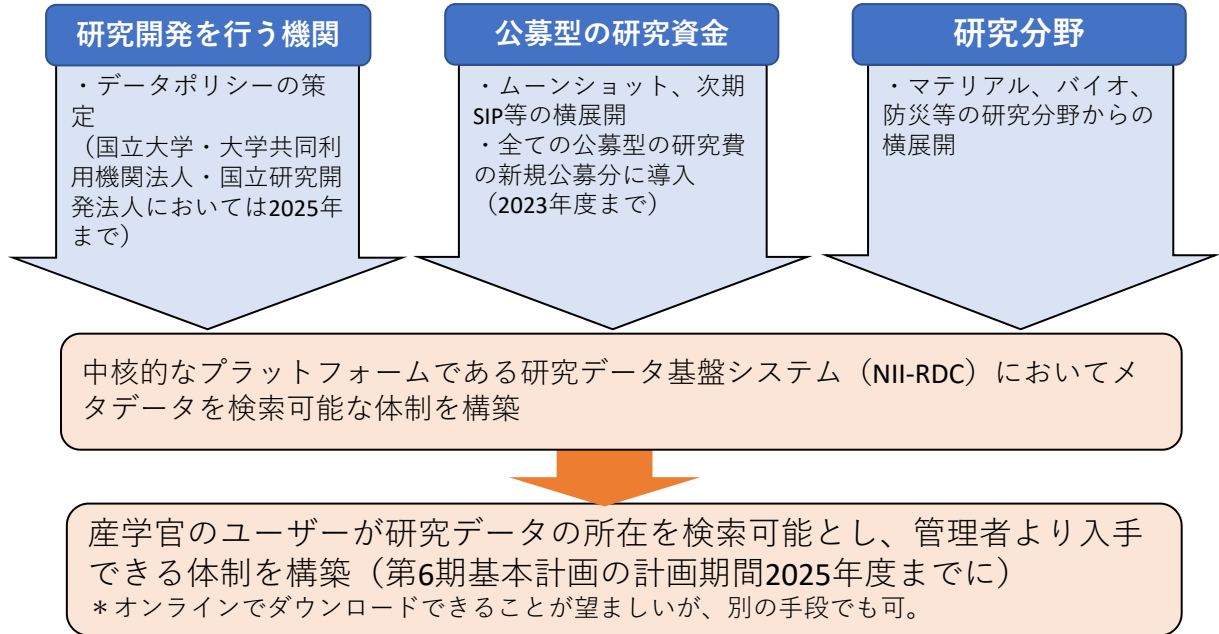 研究開発を行う機関
・データポリシーの策
定
（国立大学・大学共同利
用機関法人・国立研究開
発法人においては2025年
まで）
公募型の研究資金
・ムーンショット、次期
SIP等の横展開
・全ての公募型の研究費
の新規公募分に導入
（2023年度まで）
研究分野
・マテリアル、バイオ、
防災等の研究分野からの
横展開
中核的なプラットフォームである研究データ基盤システム（NII-RDC）においてメ
タデータを検索可能な体制を構築
産学官のユーザーが研究データの所在を検索可能とし、管理者より入手
できる体制を構築（第6期基本計画の計画期間2025年度までに）
＊オンラインでダウンロードできることが望ましいが、別の手段でも可。